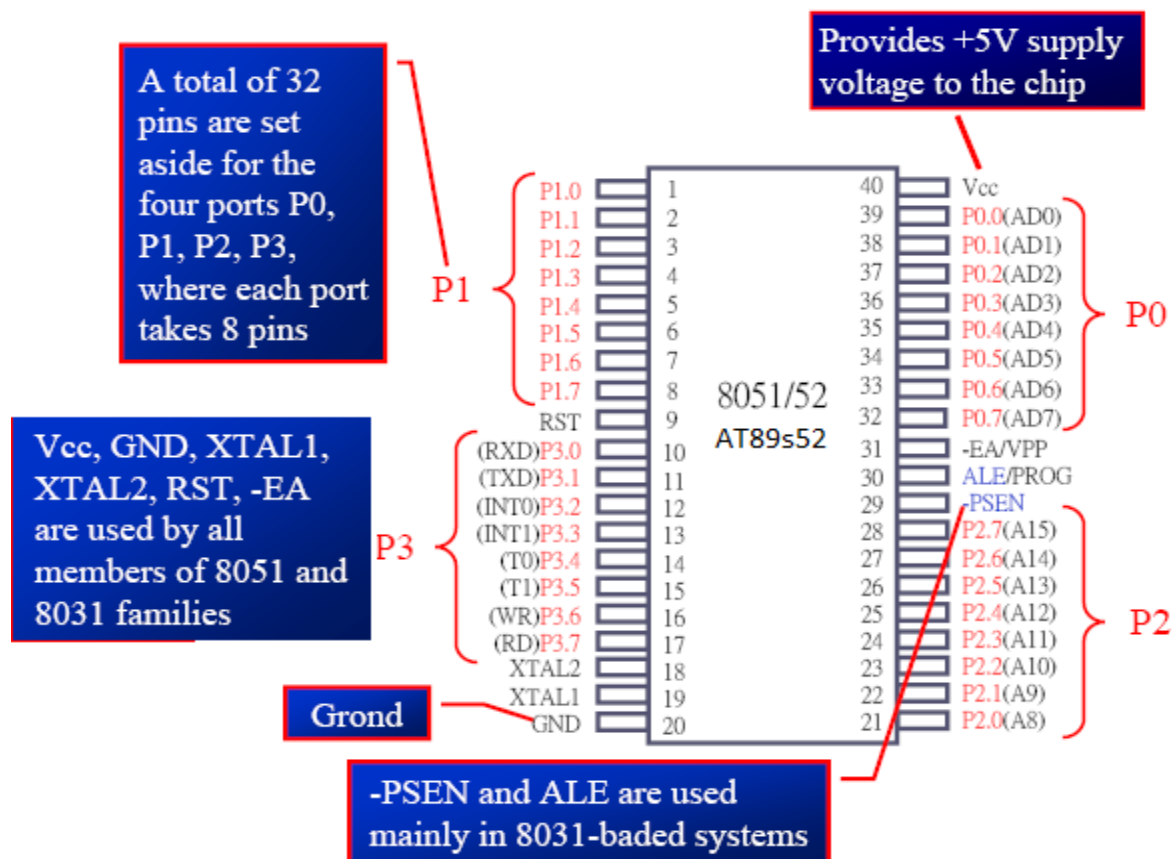 Provides +5V supply
voltage to the chip
A total of 32
pins are set
aside for the
four ports P0,
P1, P2, P3,
where each port
takes 8 pins
Vcc, GND, XTAL1,
XTAL2, RST, -EA
are used by all
members of 8051 and
8031 families
P1
P3
P1.0 1
P1.1 2
P1.2 3
P1.3 4
P1.4 5
P1.5 6
P1.6 7
P1.7 8
RST 9
(RXD)P3.0 10
(TXD)P3.1 11
(INT0)P3.2 12
(INT1)P3.3 13
(T0)P3.4 14
(T1)P3.5 15
(WR)P3.6 16
(RD)P3.7 17
XTAL2 18
XTAL1 19
GND 20
8051/52
AT89s52
40 Vcc
39 P0.0(AD0)
38 P0.1(AD1)
37 P0.2(AD2)
36 P0.3(AD3)
35 P0.4(AD4)
34 P0.5(AD5)
33 P0.6(AD6)
32 P0.7(AD7)
31 -EA/VPP
30 ALE/PROG
29 -PSEN
28 P2.7(A15)
27 P2.6(A14)
26 P2.5(A13)
25 P2.4(A12)
24 P2.3(A11)
23 P2.2(A10)
22 P2.1(A9)
21 P2.0(A8)
P0
P2
Grond
-PSEN and ALE are used
mainly in 8031-baded systems